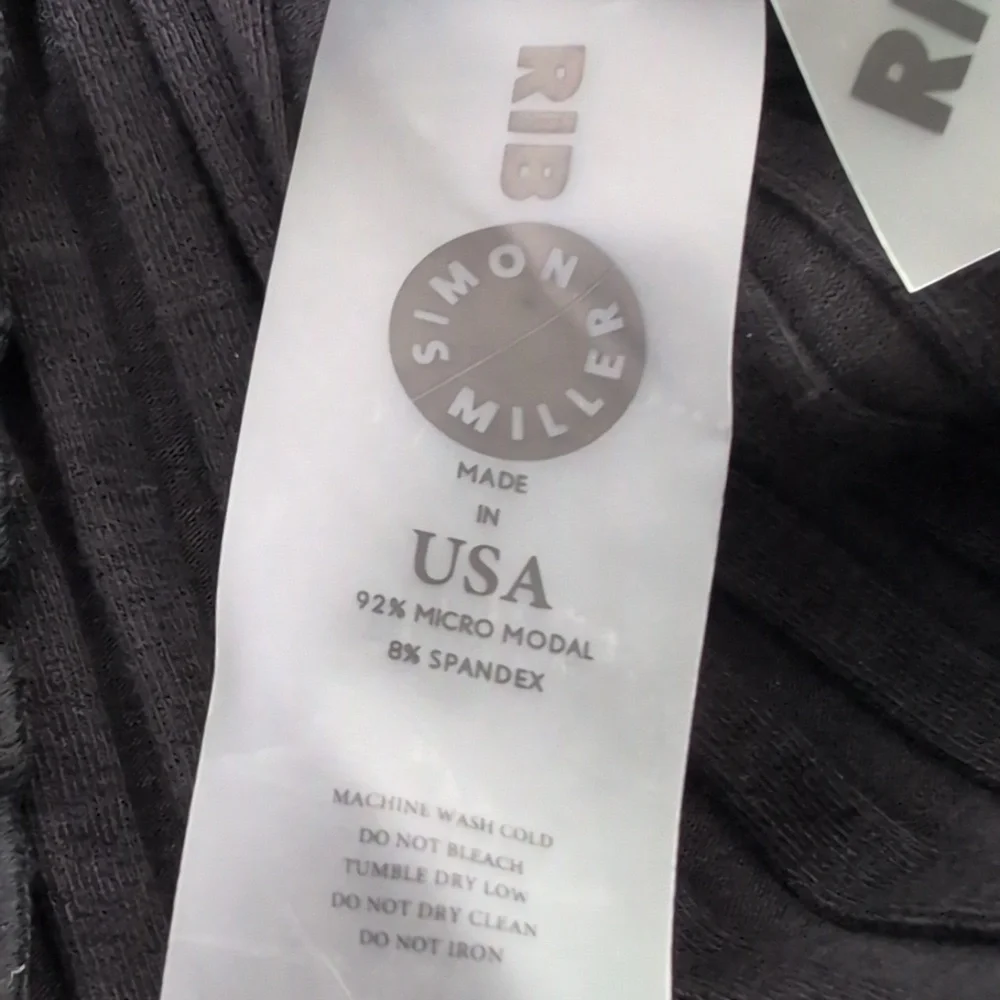 RIB
SIMON MILLER
MADE
IN
USA
92% MICRO MODAL
8% SPANDEX
MACHINE WASH COLD
DO NOT BLEACH
TUMBLE DRY LOW
DO NOT DRY CLEAN
DO NOT IRON
RI